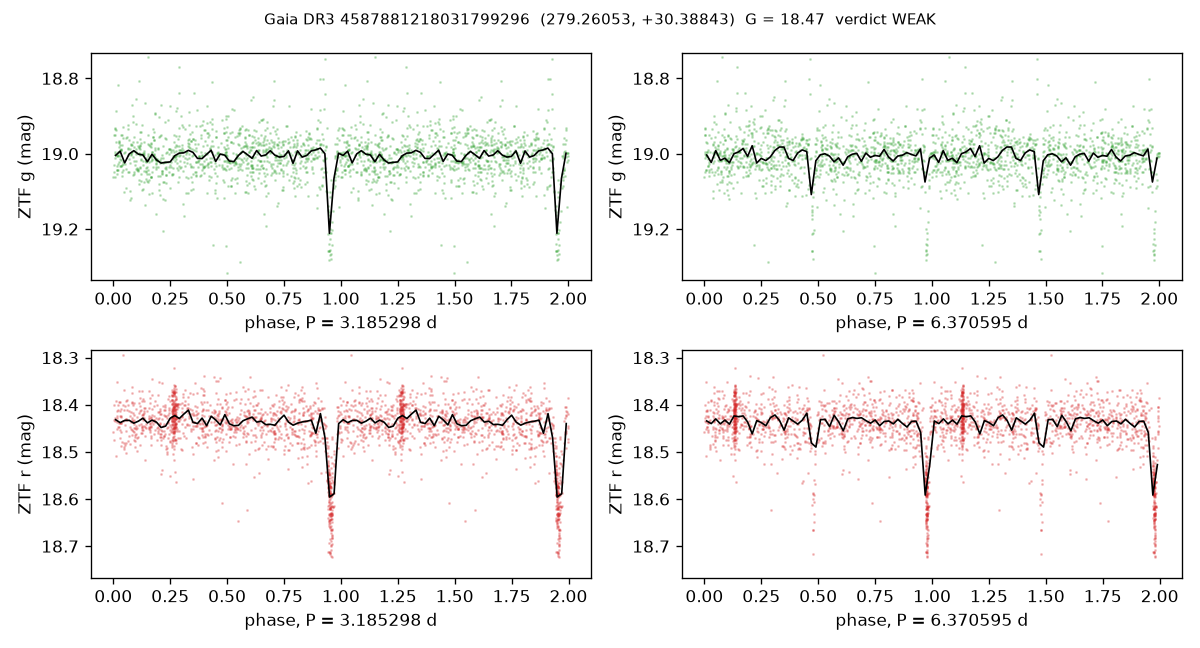 Gaia DR3 4587881218031799296 (279.26053, +30.38843) G = 18.47 verdict WEAK
ZTF g (mag)
18.8
19.0
19.2
0.00 0.25 0.50 0.75 1.00 1.25 1.50 1.75 2.00
phase, P = 3.185298 d
ZTF g (mag)
18.8
19.0
19.2
0.00 0.25 0.50 0.75 1.00 1.25 1.50 1.75 2.00
phase, P = 6.370595 d
ZTF r (mag)
18.3
18.4
18.5
18.6
18.7
0.00 0.25 0.50 0.75 1.00 1.25 1.50 1.75 2.00
phase, P = 3.185298 d
ZTF r (mag)
18.3
18.4
18.5
18.6
18.7
0.00 0.25 0.50 0.75 1.00 1.25 1.50 1.75 2.00
phase, P = 6.370595 d